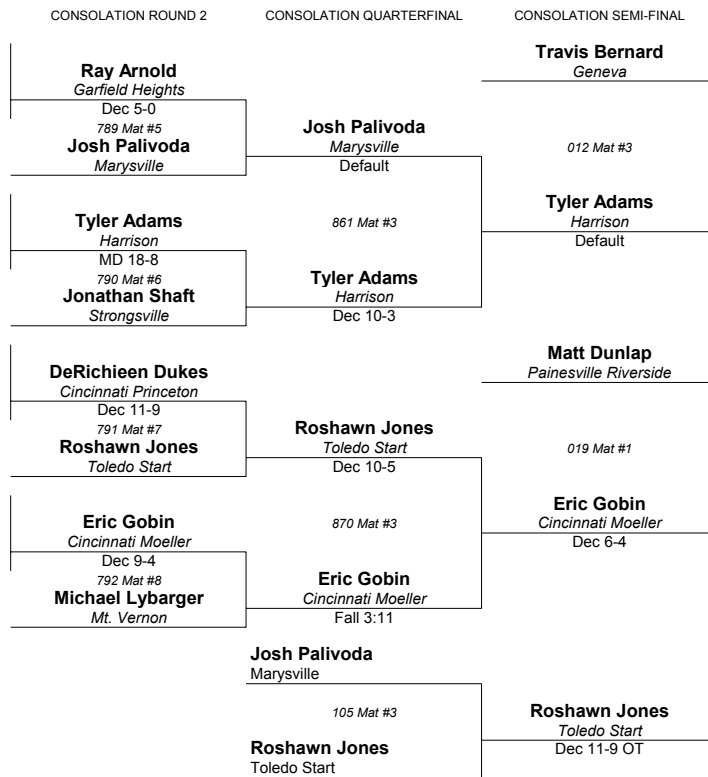 CONSOLATION ROUND 2
CONSOLATION QUARTERFINAL
CONSOLATION SEMI-FINAL
Ray Arnold
Garfield Heights
Dec 5-0
789 Mat #5
Josh Palivoda
Marysville
Tyler Adams
Harrison
MD 18-8
790 Mat #6
Jonathan Shaft
Strongsville
DeRichieen Dukes
Cincinnati Princeton
Dec 11-9
791 Mat #7
Roshawn Jones
Toledo Start
Eric Gobin
Cincinnati Moeller
Dec 9-4
792 Mat #8
Michael Lybarger
Mt. Vernon
Josh Palivoda
Marysville
Default
861 Mat #3
Tyler Adams
Harrison
Dec 10-3
Roshawn Jones
Toledo Start
Dec 10-5
870 Mat #3
Eric Gobin
Cincinnati Moeller
Fall 3:11
Travis Bernard
Geneva
012 Mat #3
Tyler Adams
Harrison
Default
Matt Dunlap
Painesville Riverside
019 Mat #1
Eric Gobin
Cincinnati Moeller
Dec 6-4
Josh Palivoda
Marysville
105 Mat #3
Roshawn Jones
Toledo Start
Roshawn Jones
Toledo Start
Dec 11-9 OT